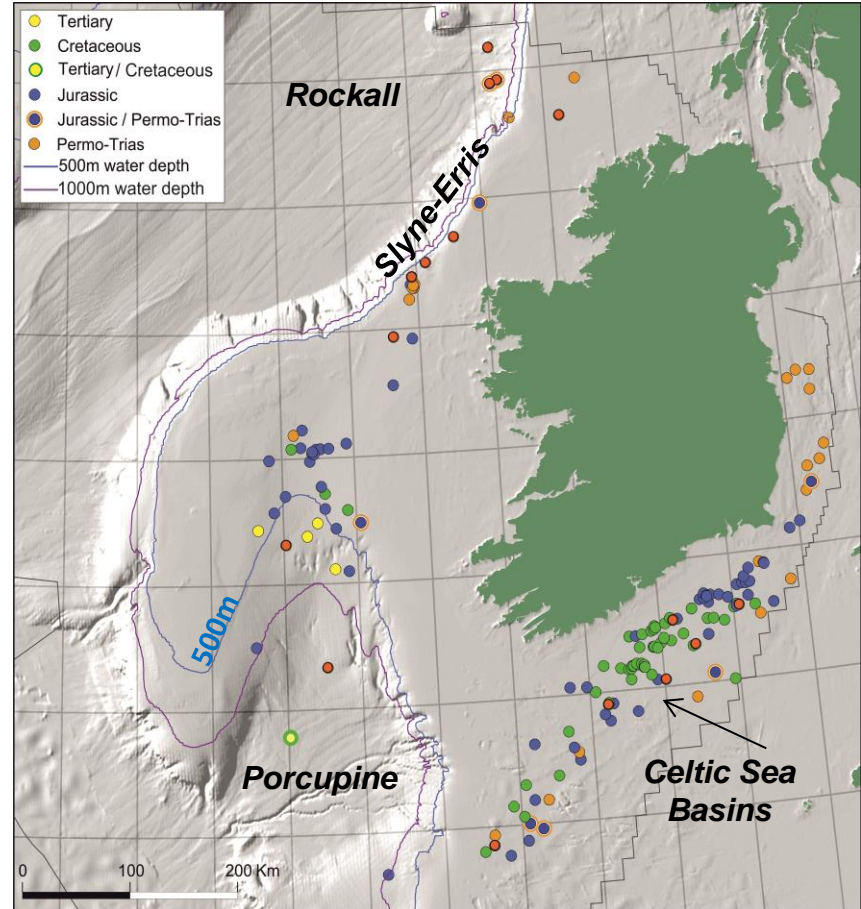 Tertiary
Cretaceous
Tertiary / Cretaceous
Jurassic
Jurassic / Permo-Trias
Permo-Trias
500m water depth
1000m water depth
Rockall
Slyne-Erris
500m
Porcupine
Celtic Sea
Basins
0 100 200 Km